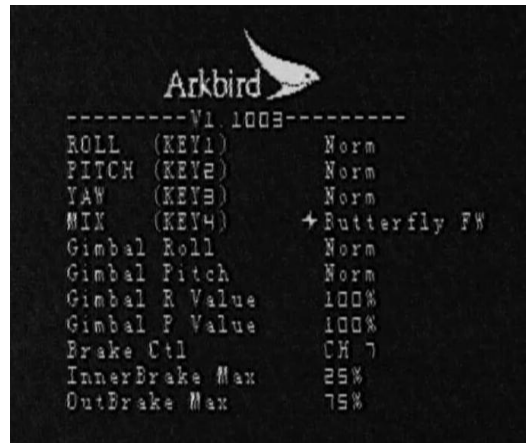 Arkbird
---------V1.1003---------
ROLL (KEY1) Norm
PITCH (KEY2) Norm
YAW (KEY3) Norm
MIX (KEY4) Butterfly FW
Gimbal Roll Norm
Gimbal Pitch Norm
Gimbal R Value 100%
Gimbal P Value 100%
Brake Ctl CH 7
InnerBrake Max 25%
OutBrake Max 75%